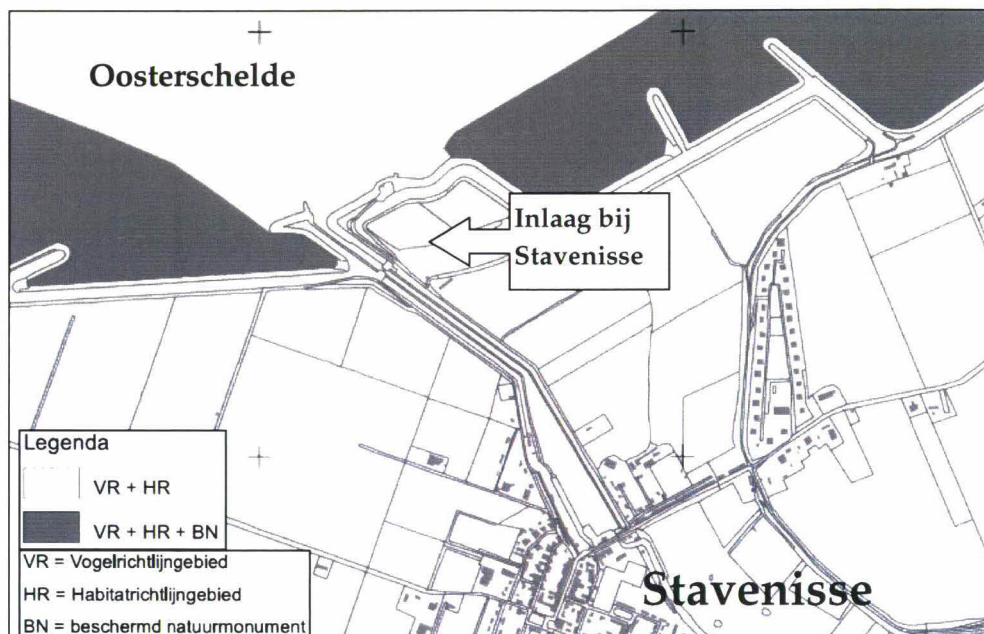 Oosterschelde
Inlaag bij
Stavenisse
Legenda
VR + HR
VR + HR + BN
VR = Vogelrichtlijngebied
HR = Habitatrichtlijngebied
BN = beschermd natuurmonument
Stavenisse